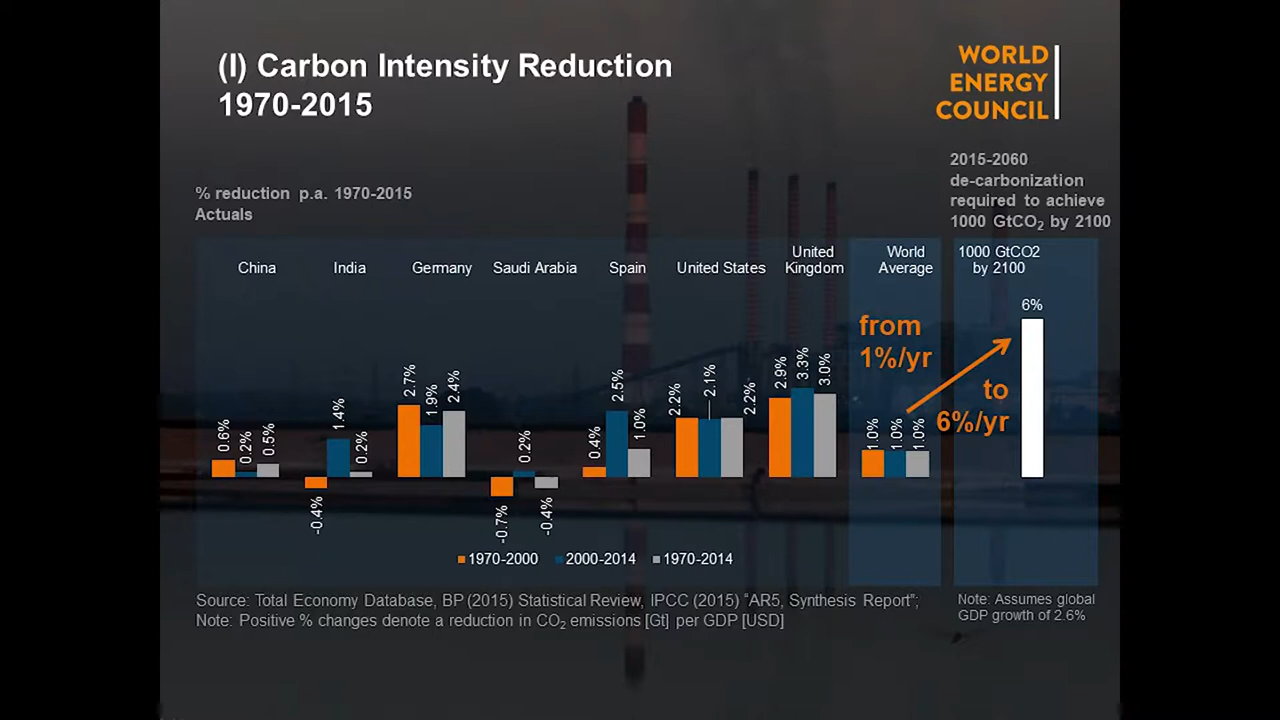 (I) Carbon Intensity Reduction
1970-2015
WORLD
ENERGY
COUNCIL
% reduction p.a. 1970-2015
Actuals
2015-2060
de-carbonization
required to achieve
1000 GtCO₂ by 2100
China
India
Germany
Saudi Arabia
Spain
United States
United
Kingdom
World
Average
1000 GtCO2
by 2100
0.6%
0.2%
0.5%
-0.4%
1.4%
0.2%
2.7%
1.9%
2.4%
-0.7%
0.2%
-0.4%
0.4%
2.5%
1.0%
2.2%
2.1%
2.2%
2.9%
3.3%
3.0%
1.0%
1.0%
1.0%
6%
from
1%/yr
to
6%/yr
1970-2000
2000-2014
1970-2014
Source: Total Economy Database, BP (2015) Statistical Review, IPCC (2015) “AR5, Synthesis Report”;
Note: Positive % changes denote a reduction in CO₂ emissions [Gt] per GDP [USD]
Note: Assumes global
GDP growth of 2.6%